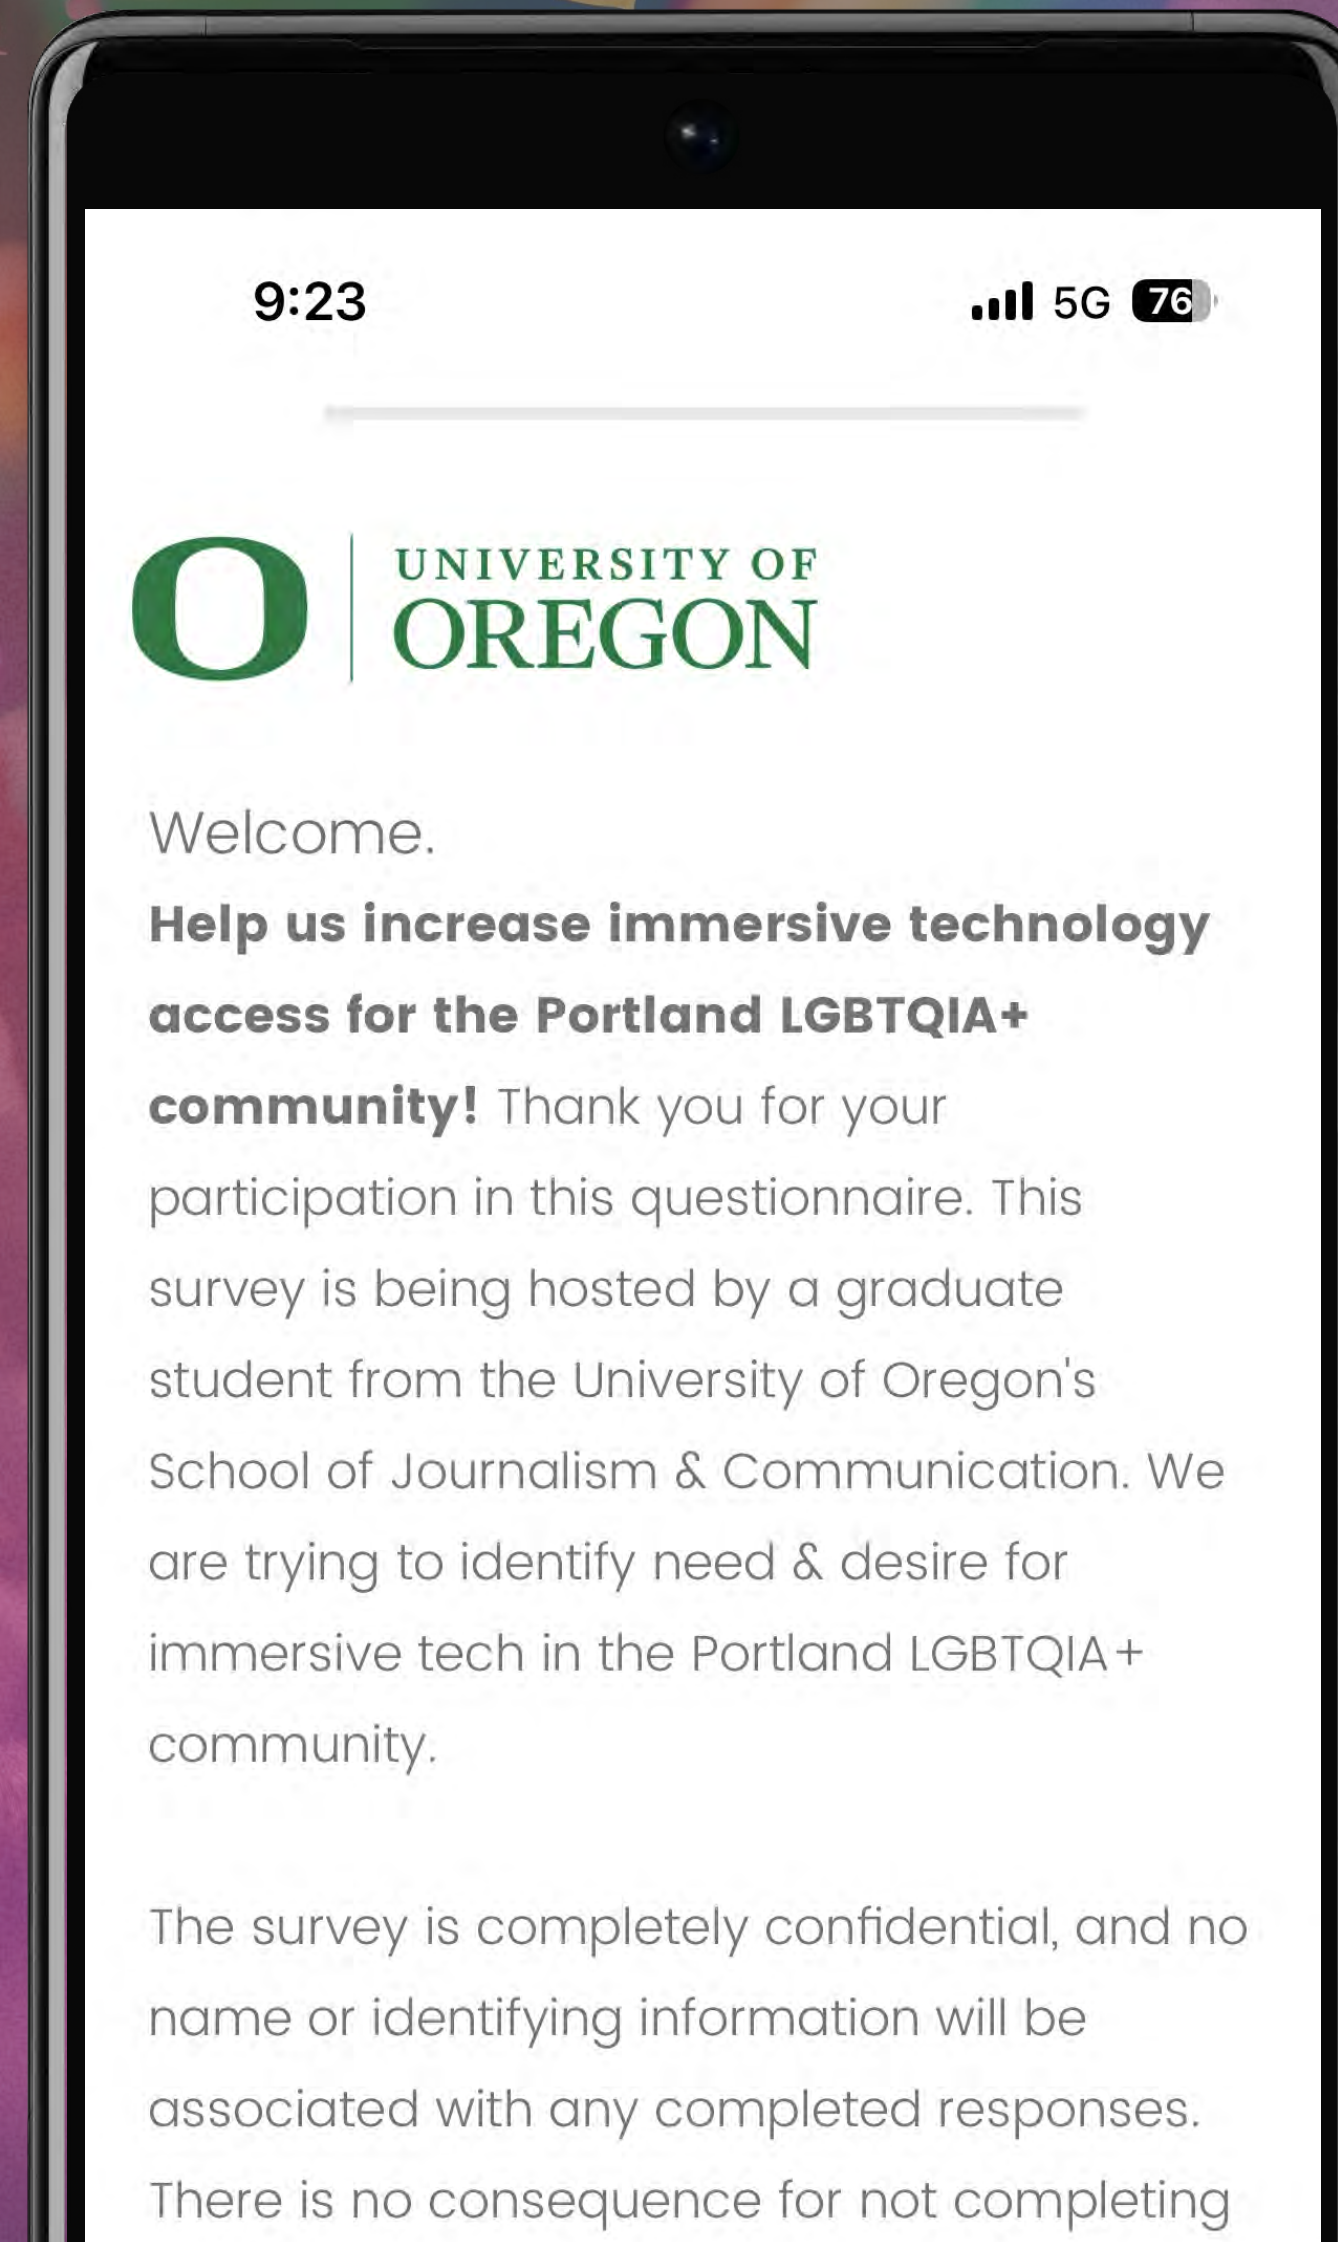 9:23
5G 76
O
UNIVERSITY OF
OREGON
Welcome.
Help us increase immersive technology
access for the Portland LGBTQIA+
community! Thank you for your
participation in this questionnaire. This
survey is being hosted by a graduate
student from the University of Oregon's
School of Journalism & Communication. We
are trying to identify need & desire for
immersive tech in the Portland LGBTQIA+
community.
The survey is completely confidential, and no
name or identifying information will be
associated with any completed responses.
There is no consequence for not completing